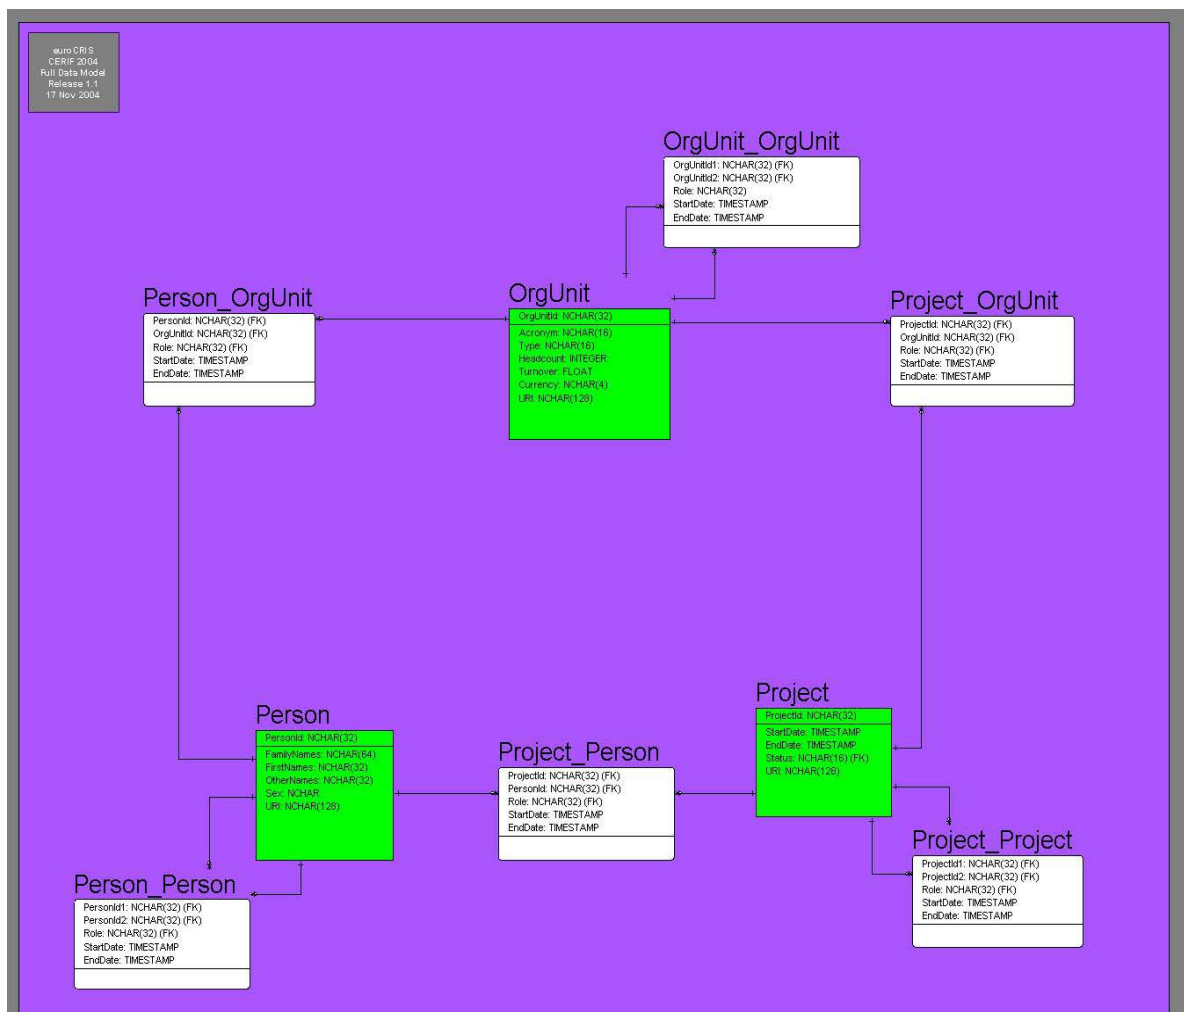 euroCRIS
CERIF 2004
Full Data Model
Release 1.1
17 Nov 2004
OrgUnit_OrgUnit
OrgUnitId1: NCHAR(32) (FK)
OrgUnitId2: NCHAR(32) (FK)
Role: NCHAR(32)
StartDate: TIMESTAMP
EndDate: TIMESTAMP
Person_OrgUnit
PersonId: NCHAR(32) (FK)
OrgUnitId: NCHAR(32) (FK)
Role: NCHAR(32) (FK)
StartDate: TIMESTAMP
EndDate: TIMESTAMP
OrgUnit
OrgUnitId: NCHAR(32)
Acronym: NCHAR(16)
Type: NCHAR(16)
Headcount: INTEGER
Turnover: FLOAT
Currency: NCHAR(4)
URI: NCHAR(128)
Project_OrgUnit
ProjectId: NCHAR(32) (FK)
OrgUnitId: NCHAR(32) (FK)
Role: NCHAR(32) (FK)
StartDate: TIMESTAMP
EndDate: TIMESTAMP
Person
PersonId: NCHAR(32)
FamilyNames: NCHAR(64)
FirstNames: NCHAR(32)
OtherNames: NCHAR(32)
Sex: NCHAR
URI: NCHAR(128)
Project_Person
ProjectId: NCHAR(32) (FK)
PersonId: NCHAR(32) (FK)
Role: NCHAR(32) (FK)
StartDate: TIMESTAMP
EndDate: TIMESTAMP
Project
ProjectId: NCHAR(32)
StartDate: TIMESTAMP
EndDate: TIMESTAMP
Status: NCHAR(16) (FK)
URI: NCHAR(126)
Person_Person
PersonId1: NCHAR(32) (FK)
PersonId2: NCHAR(32) (FK)
Role: NCHAR(32) (FK)
StartDate: TIMESTAMP
EndDate: TIMESTAMP
Project_Project
ProjectId1: NCHAR(32) (FK)
ProjectId2: NCHAR(32) (FK)
Role: NCHAR(32) (FK)
StartDate: TIMESTAMP
EndDate: TIMESTAMP